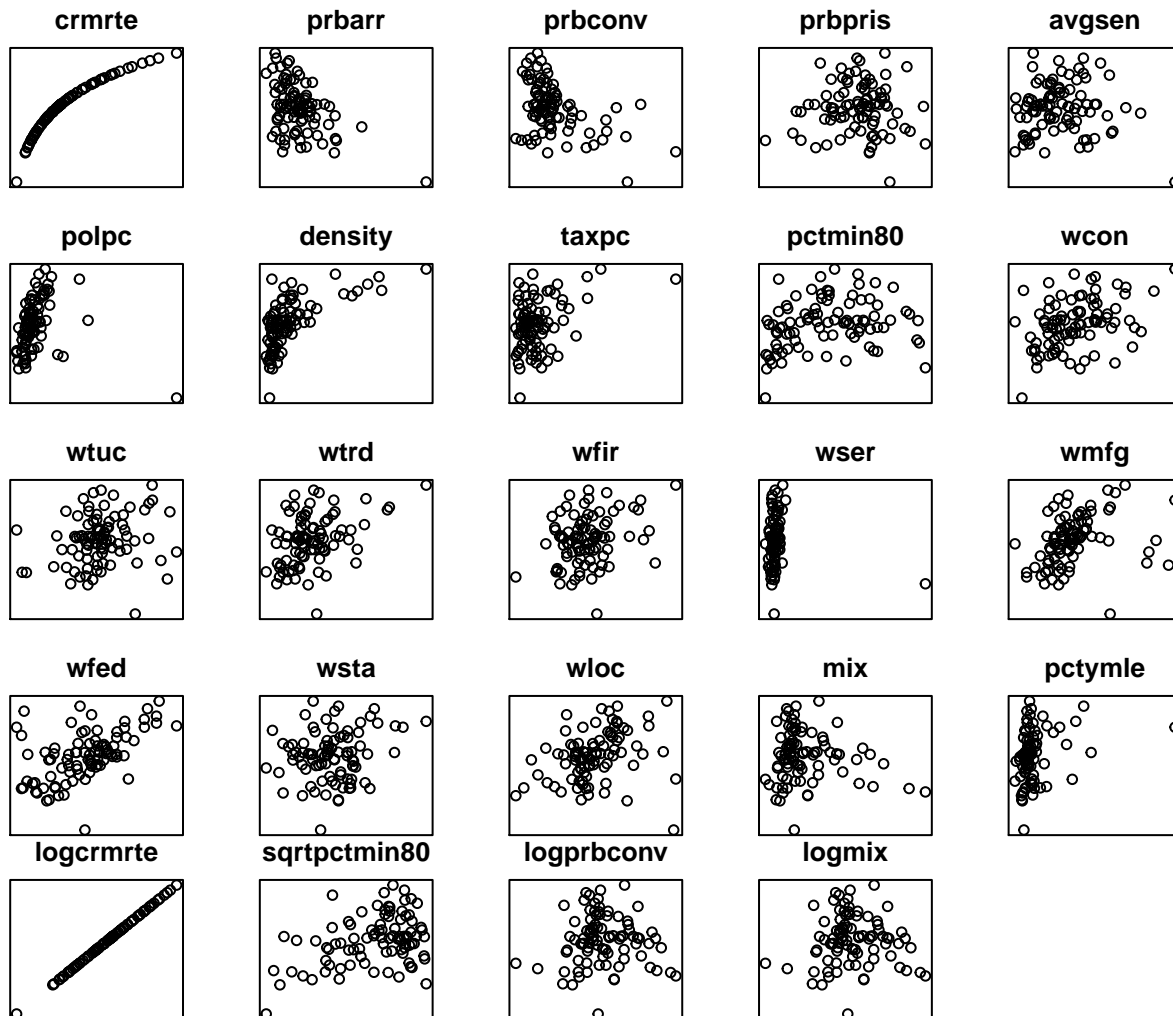 crmrte prbarr prbconv prbpris avgsen
polpc density taxpc pctmin80 wcon
wtuc wtrd wfir wser wmfg
wfed wsta wloc mix pctymle
logcrmrte sqrtpctmin80 logprbconv logmix